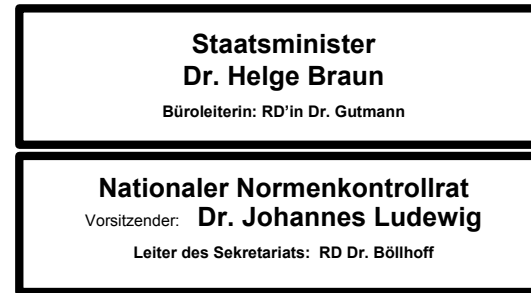 Staatsminister
Dr. Helge Braun
Büroleiterin: RD'in Dr. Gutmann
Nationaler Normenkontrollrat
Vorsitzender: Dr. Johannes Ludewig
Leiter des Sekretariats: RD Dr. Böllhoff